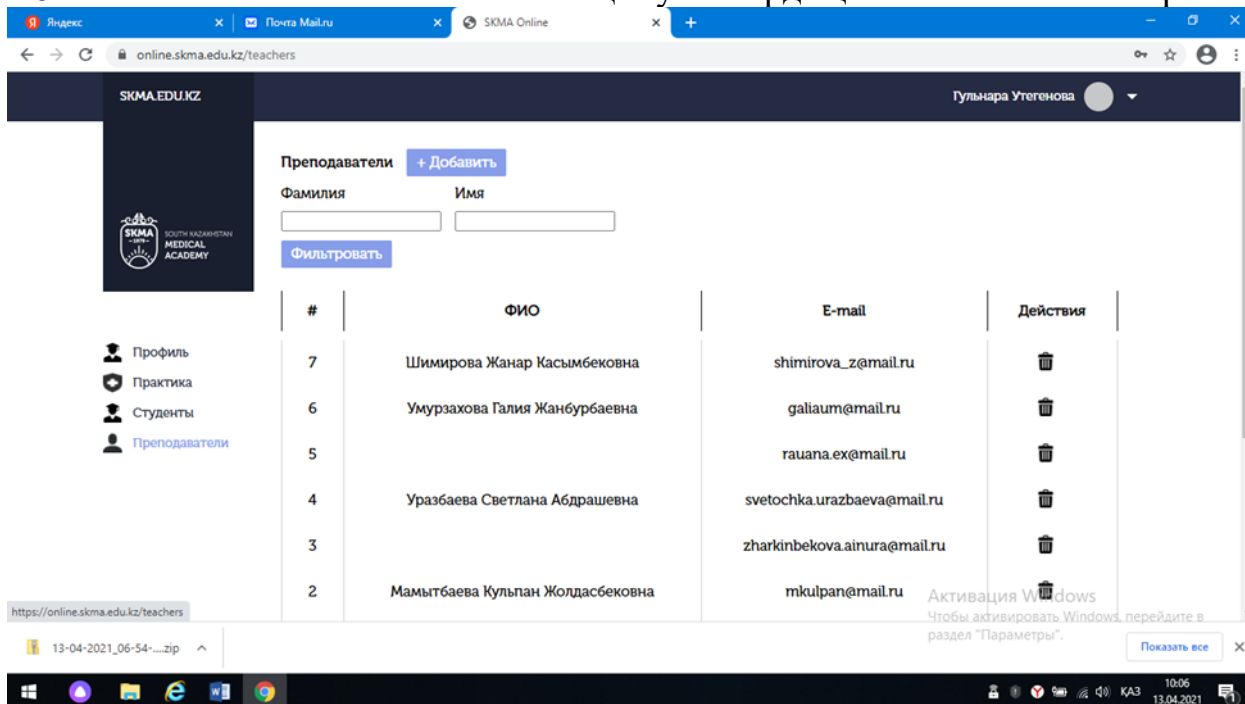 Яндекс
Почта Mail.ru
SKMA Online
online.skma.edu.kz/teachers
SKMA.EDU.KZ
Гульнара Утегенова
SKMA
-1979-
SOUTH KAZAKHSTAN
MEDICAL
ACADEMY
Преподаватели + Добавить
Фамилия Имя
Фильтровать
Профиль
Практика
Студенты
Преподаватели
# ФИО E-mail Действия
7 Шимирова Жанар Касымбековна shimirova_z@mail.ru
6 Умурзахова Галия Жанбурбаевна galiaum@mail.ru
5 rauana.ex@mail.ru
4 Уразбаева Светлана Абдрашевна svetochka.urazbaeva@mail.ru
3 zharkinbekova.ainura@mail.ru
2 Мамытбаева Кульпан Жолдасбековна mkulpan@mail.ru
Активация Windows
Чтобы активировать Windows, перейдите в
раздел "Параметры".
https://online.skma.edu.kz/teachers
13-04-2021_06-54-....zip
Показать все
ҚАЗ
10:06
13.04.2021